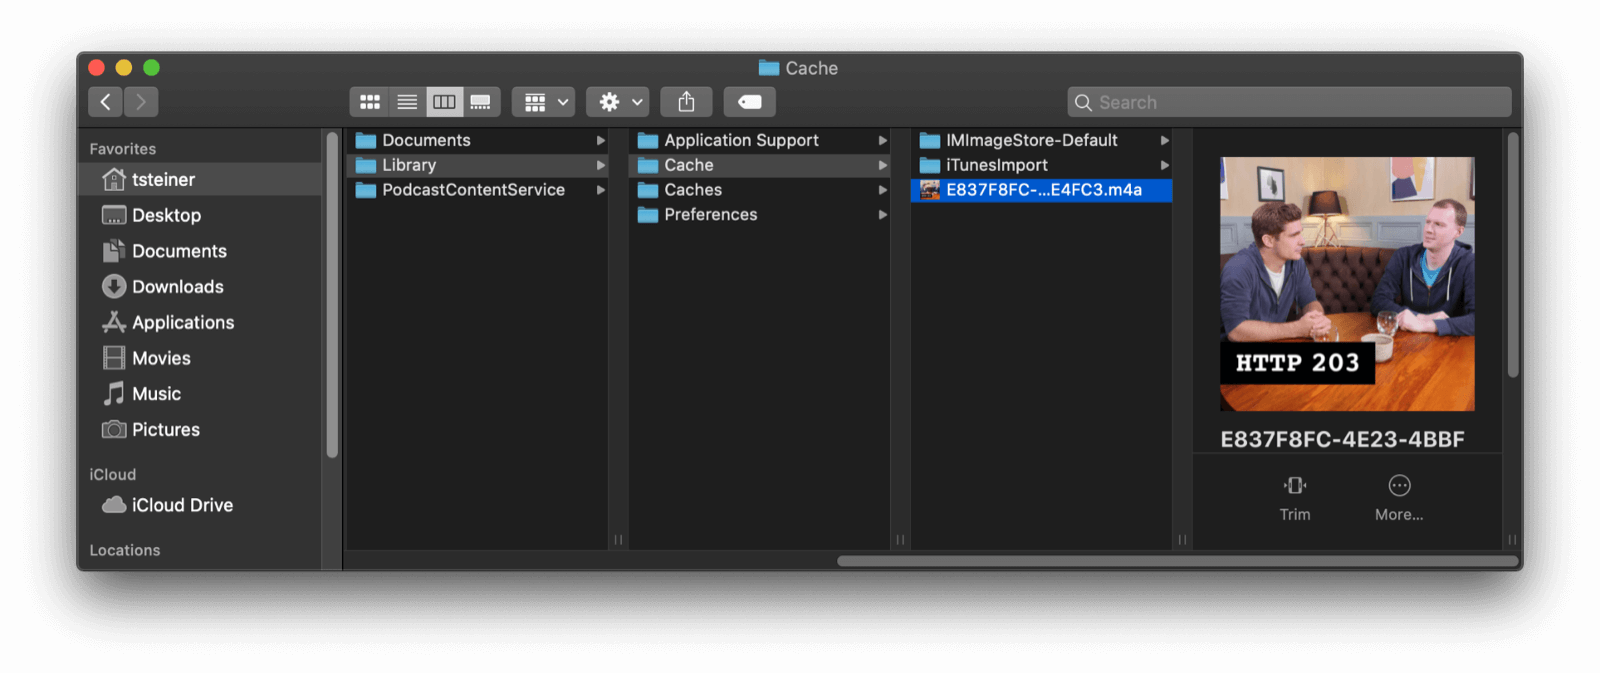 Cache
Search
Favorites
tsteiner
Desktop
Documents
Downloads
Applications
Movies
Music
Pictures
iCloud
iCloud Drive
Locations
Documents
Library
PodcastContentService
Application Support
Cache
Caches
Preferences
IMImageStore-Default
iTunesImport
E837F8FC-...E4FC3.m4a
HTTP 203
E837F8FC-4E23-4BBF
Trim
More...